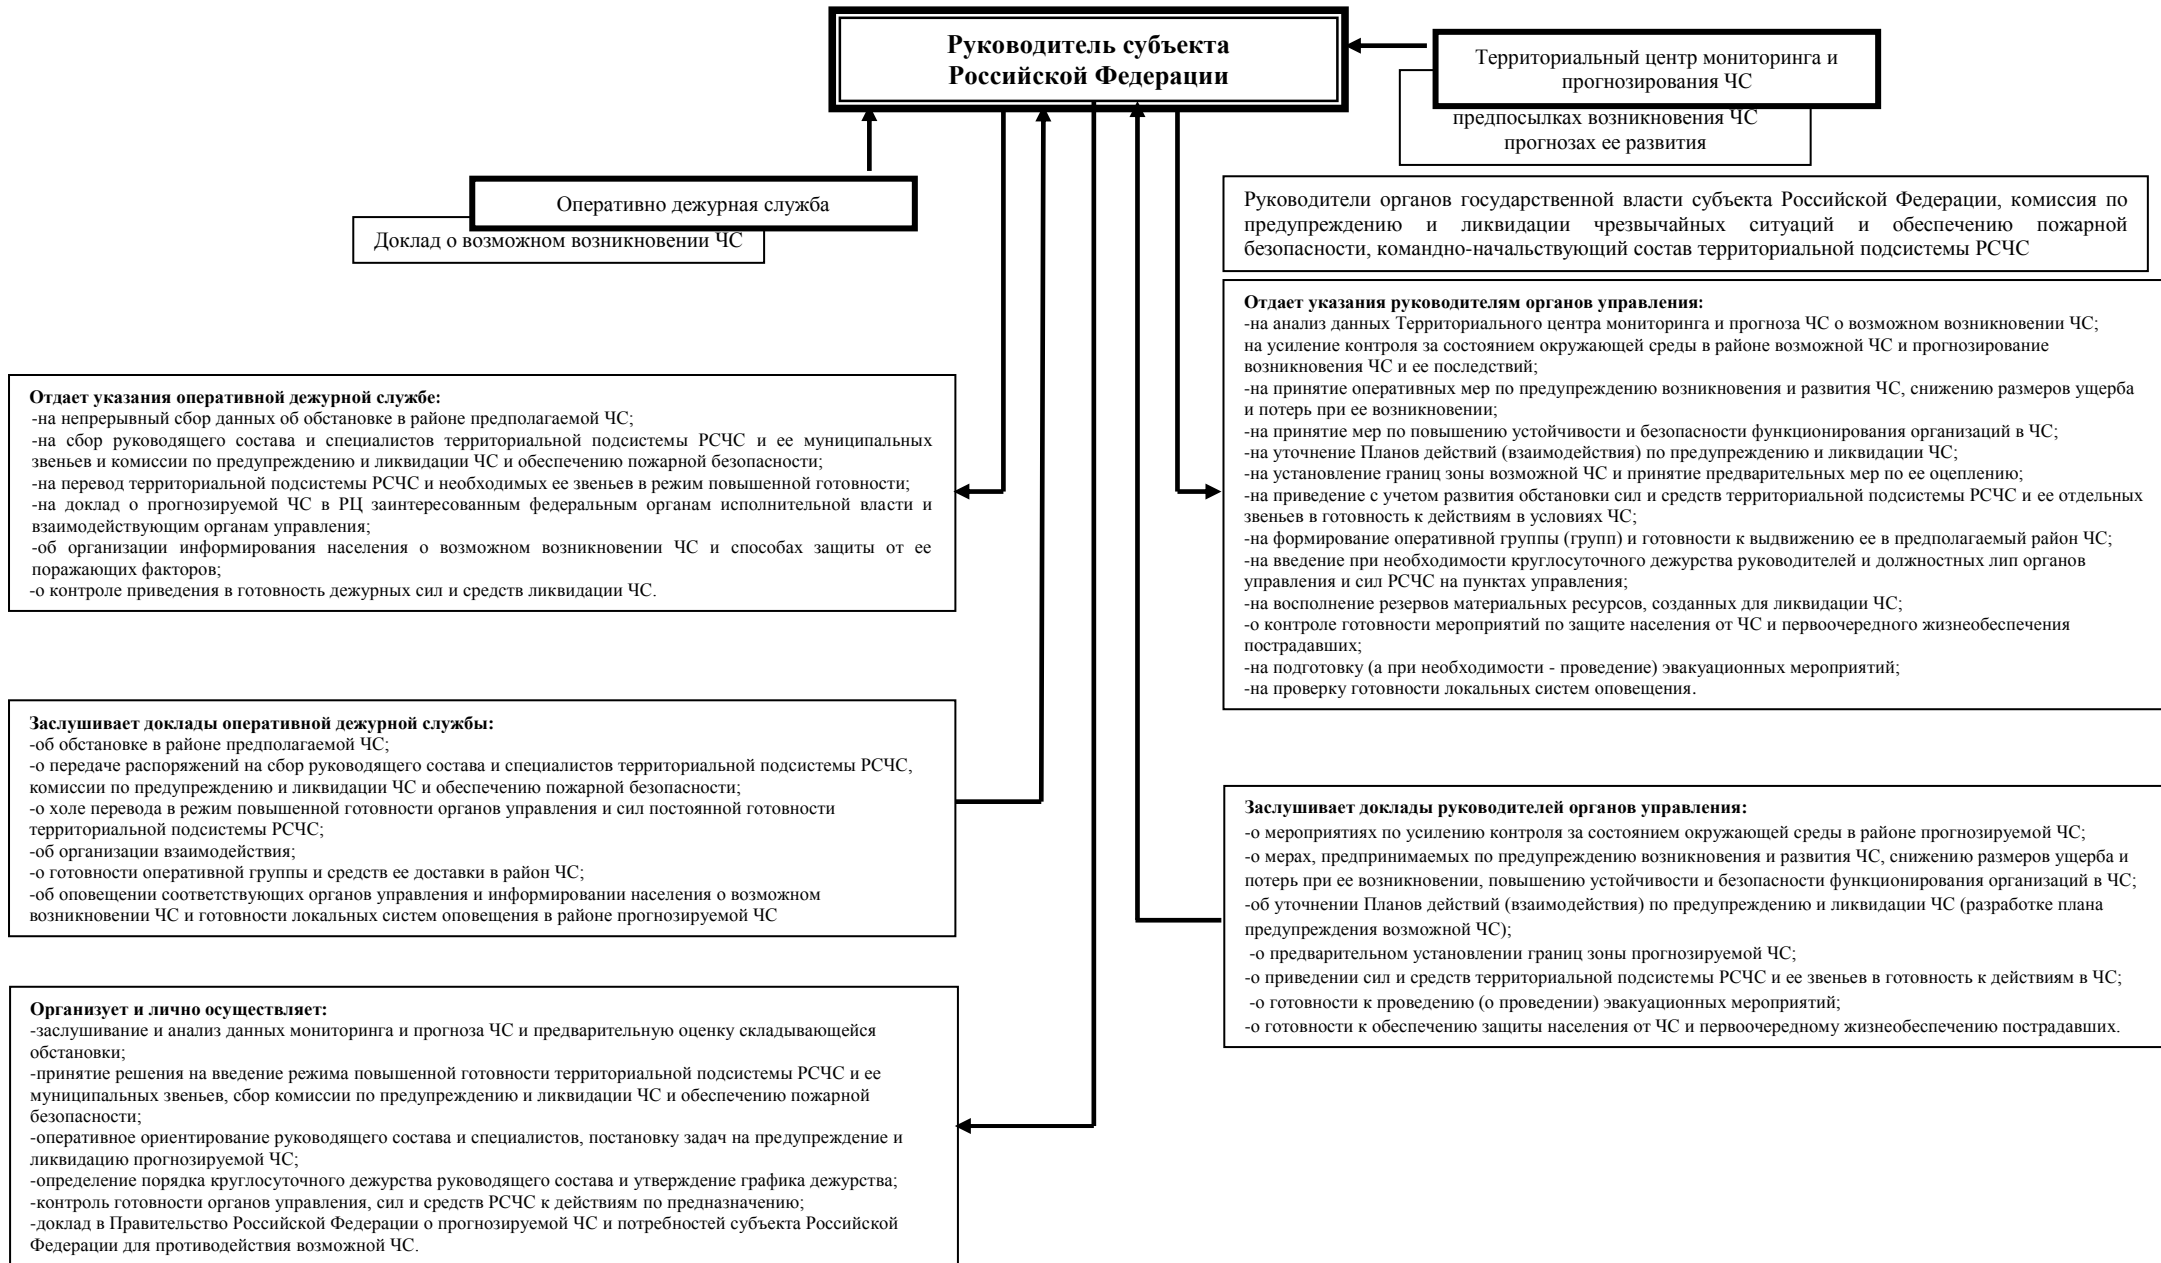 Руководитель субъекта
Российской Федерации
Территориальный центр мониторинга и
прогнозирования ЧС
предпосылках возникновения ЧС
прогнозах ее развития
Оперативно дежурная служба
Доклад о возможном возникновении ЧС
Руководители органов государственной власти субъекта Российской Федерации, комиссия по
предупреждению и ликвидации чрезвычайных ситуаций и обеспечению пожарной
безопасности, командно-начальствующий состав территориальной подсистемы РСЧС
Отдает указания руководителям органов управления:
-на анализ данных Территориального центра мониторинга и прогноза ЧС о возможном возникновении ЧС;
на усиление контроля за состоянием окружающей среды в районе возможной ЧС и прогнозирование
возникновения ЧС и ее последствий;
-на принятие оперативных мер по предупреждению возникновения и развития ЧС, снижению размеров ущерба
и потерь при ее возникновении;
-на принятие мер по повышению устойчивости и безопасности функционирования организаций в ЧС;
-на уточнение Планов действий (взаимодействия) по предупреждению и ликвидации ЧС;
-на установление границ зоны возможной ЧС и принятие предварительных мер по ее оцеплению;
-на приведение с учетом развития обстановки сил и средств территориальной подсистемы РСЧС и ее отдельных
звеньев в готовность к действиям в условиях ЧС;
-на формирование оперативной группы (групп) и готовности к выдвижению ее в предполагаемый район ЧС;
-на введение при необходимости круглосуточного дежурства руководителей и должностных лип органов
управления и сил РСЧС на пунктах управления;
-на восполнение резервов материальных ресурсов, созданных для ликвидации ЧС;
-о контроле готовности мероприятий по защите населения от ЧС и первоочередного жизнеобеспечения
пострадавших;
-на подготовку (а при необходимости - проведение) эвакуационных мероприятий;
-на проверку готовности локальных систем оповещения.
Отдает указания оперативной дежурной службе:
-на непрерывный сбор данных об обстановке в районе предполагаемой ЧС;
-на сбор руководящего состава и специалистов территориальной подсистемы РСЧС и ее муниципальных
звеньев и комиссии по предупреждению и ликвидации ЧС и обеспечению пожарной безопасности;
-на перевод территориальной подсистемы РСЧС и необходимых ее звеньев в режим повышенной готовности;
-на доклад о прогнозируемой ЧС в РЦ заинтересованным федеральным органам исполнительной власти и
взаимодействующим органам управления;
-об организации информирования населения о возможном возникновении ЧС и способах защиты от ее
поражающих факторов;
-о контроле приведения в готовность дежурных сил и средств ликвидации ЧС.
Заслушивает доклады оперативной дежурной службы:
-об обстановке в районе предполагаемой ЧС;
-о передаче распоряжений на сбор руководящего состава и специалистов территориальной подсистемы РСЧС,
комиссии по предупреждению и ликвидации ЧС и обеспечению пожарной безопасности;
-о холе перевода в режим повышенной готовности органов управления и сил постоянной готовности
территориальной подсистемы РСЧС;
-об организации взаимодействия;
-о готовности оперативной группы и средств ее доставки в район ЧС;
-об оповещении соответствующих органов управления и информировании населения о возможном
возникновении ЧС и готовности локальных систем оповещения в районе прогнозируемой ЧС
Заслушивает доклады руководителей органов управления:
-о мероприятиях по усилению контроля за состоянием окружающей среды в районе прогнозируемой ЧС;
-о мерах, предпринимаемых по предупреждению возникновения и развития ЧС, снижению размеров ущерба и
потерь при ее возникновении, повышению устойчивости и безопасности функционирования организаций в ЧС;
-об уточнении Планов действий (взаимодействия) по предупреждению и ликвидации ЧС (разработке плана
предупреждения возможной ЧС);
-о предварительном установлении границ зоны прогнозируемой ЧС;
-о приведении сил и средств территориальной подсистемы РСЧС и ее звеньев в готовность к действиям в ЧС;
-о готовности к проведению (о проведении) эвакуационных мероприятий;
-о готовности к обеспечению защиты населения от ЧС и первоочередному жизнеобеспечению пострадавших.
Организует и лично осуществляет:
-заслушивание и анализ данных мониторинга и прогноза ЧС и предварительную оценку складывающейся
обстановки;
-принятие решения на введение режима повышенной готовности территориальной подсистемы РСЧС и ее
муниципальных звеньев, сбор комиссии по предупреждению и ликвидации ЧС и обеспечению пожарной
безопасности;
-оперативное ориентирование руководящего состава и специалистов, постановку задач на предупреждение и
ликвидацию прогнозируемой ЧС;
-определение порядка круглосуточного дежурства руководящего состава и утверждение графика дежурства;
-контроль готовности органов управления, сил и средств РСЧС к действиям по предназначению;
-доклад в Правительство Российской Федерации о прогнозируемой ЧС и потребностей субъекта Российской
Федерации для противодействия возможной ЧС.